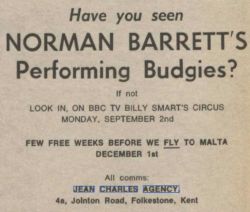 Have you seen
NORMAN BARRETT'S
Performing Budgies?
If not
LOOK IN, ON BBC TV BILLY SMART'S CIRCUS
MONDAY, SEPTEMBER 2nd
FEW FREE WEEKS BEFORE WE FLY TO MALTA
DECEMBER 1st
All comms:
JEAN CHARLES AGENCY,
4a, Jointon Road, Folkestone, Kent